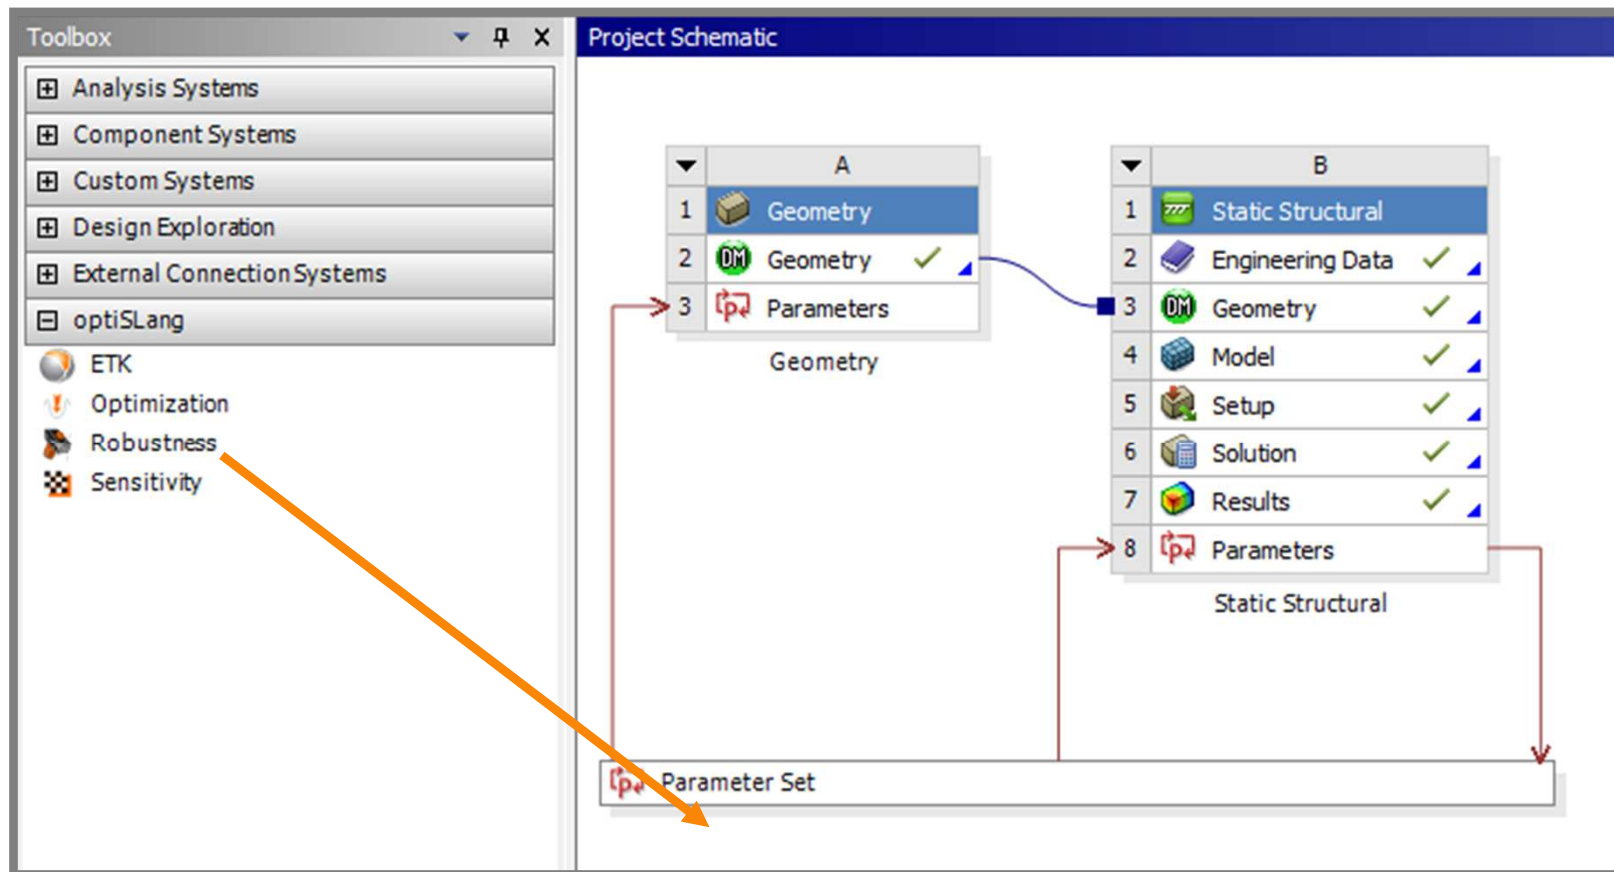 Toolbox
Analysis Systems
Component Systems
Custom Systems
Design Exploration
External Connection Systems
optiSLang
ETK
Optimization
Robustness
Sensitivity
Project Schematic
A
1 Geometry
2 DM Geometry
3 Parameters
Geometry
B
1 Static Structural
2 Engineering Data
3 DM Geometry
4 Model
5 Setup
6 Solution
7 Results
8 Parameters
Static Structural
Parameter Set